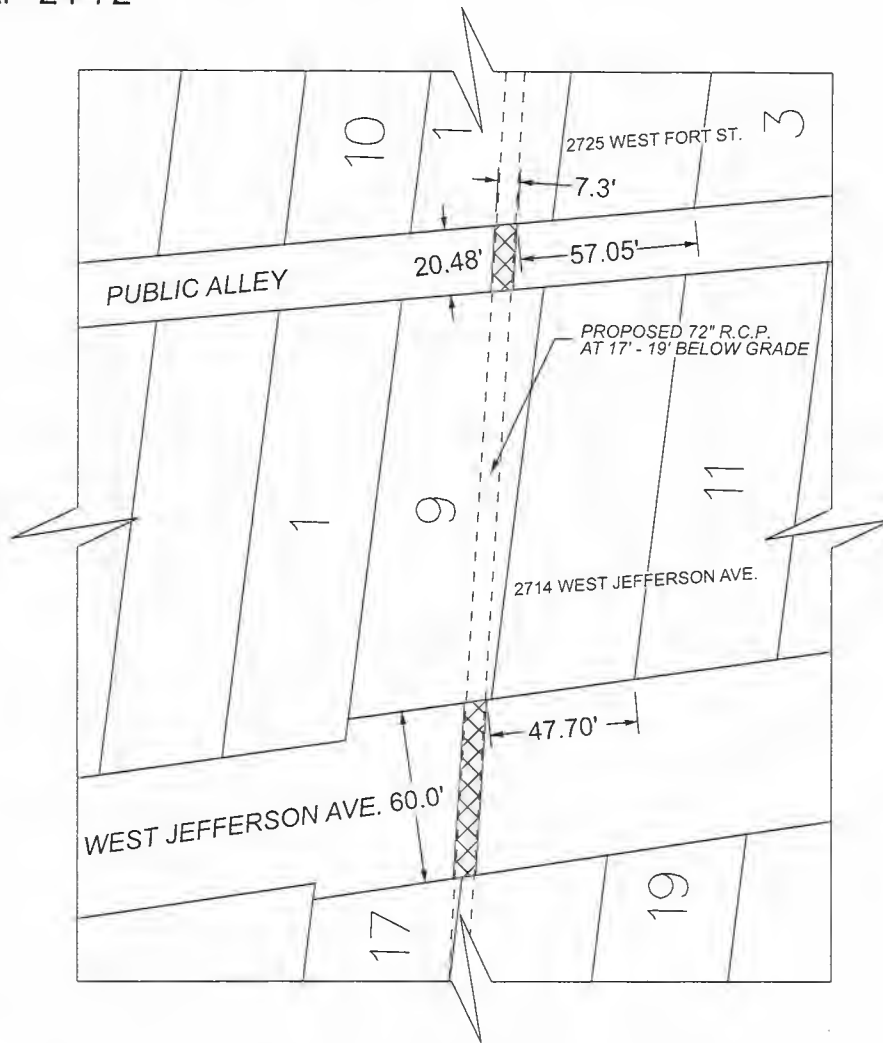 10
1
2725 WEST FORT ST.
3
7.3'
20.48'
57.05'
PUBLIC ALLEY
PROPOSED 72" R.C.P.
AT 17' - 19' BELOW GRADE
1
9
11
2714 WEST JEFFERSON AVE.
47.70'
WEST JEFFERSON AVE. 60.0'
17
19